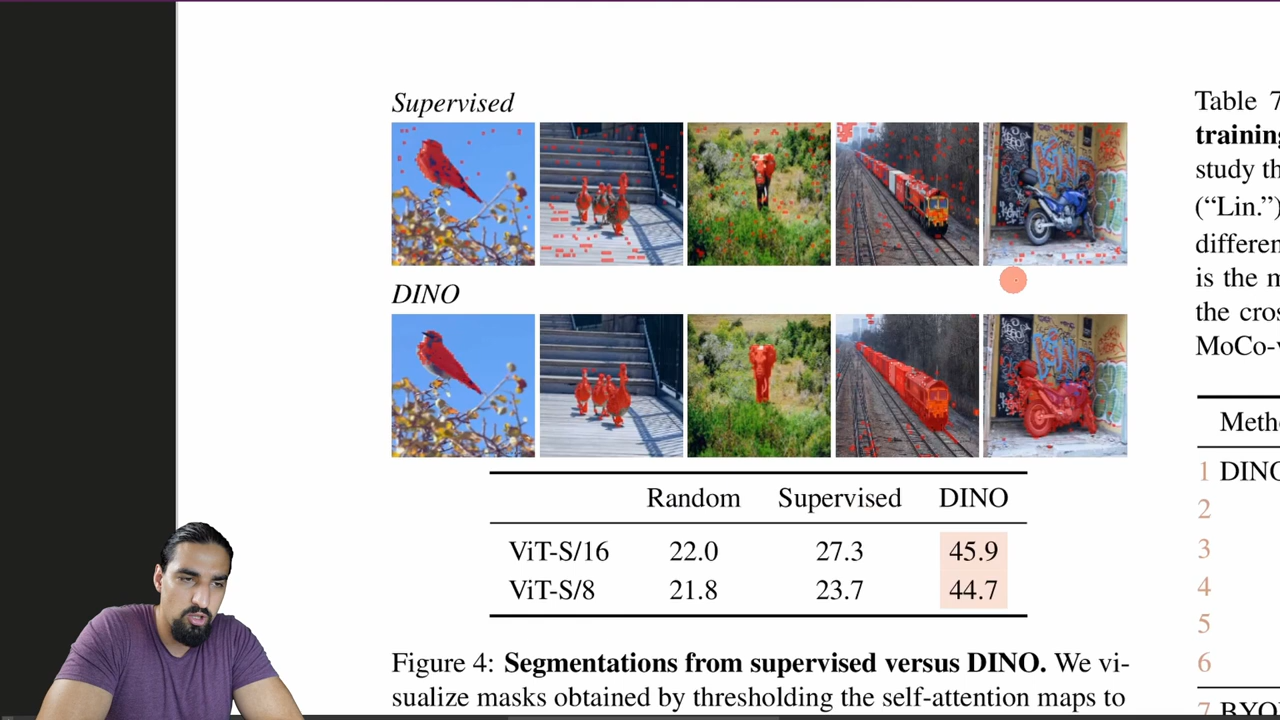 Supervised
DINO
Random Supervised DINO
ViT-S/16 22.0 27.3 45.9
ViT-S/8 21.8 23.7 44.7
Figure 4: Segmentations from supervised versus DINO. We vi-
sualize masks obtained by thresholding the self-attention maps to
Table 7
training
study th
(“Lin.”)
differen
is the m
the cros
MoCo-v
Metho
1 DINO
2
3
4
5
6
7 BYO